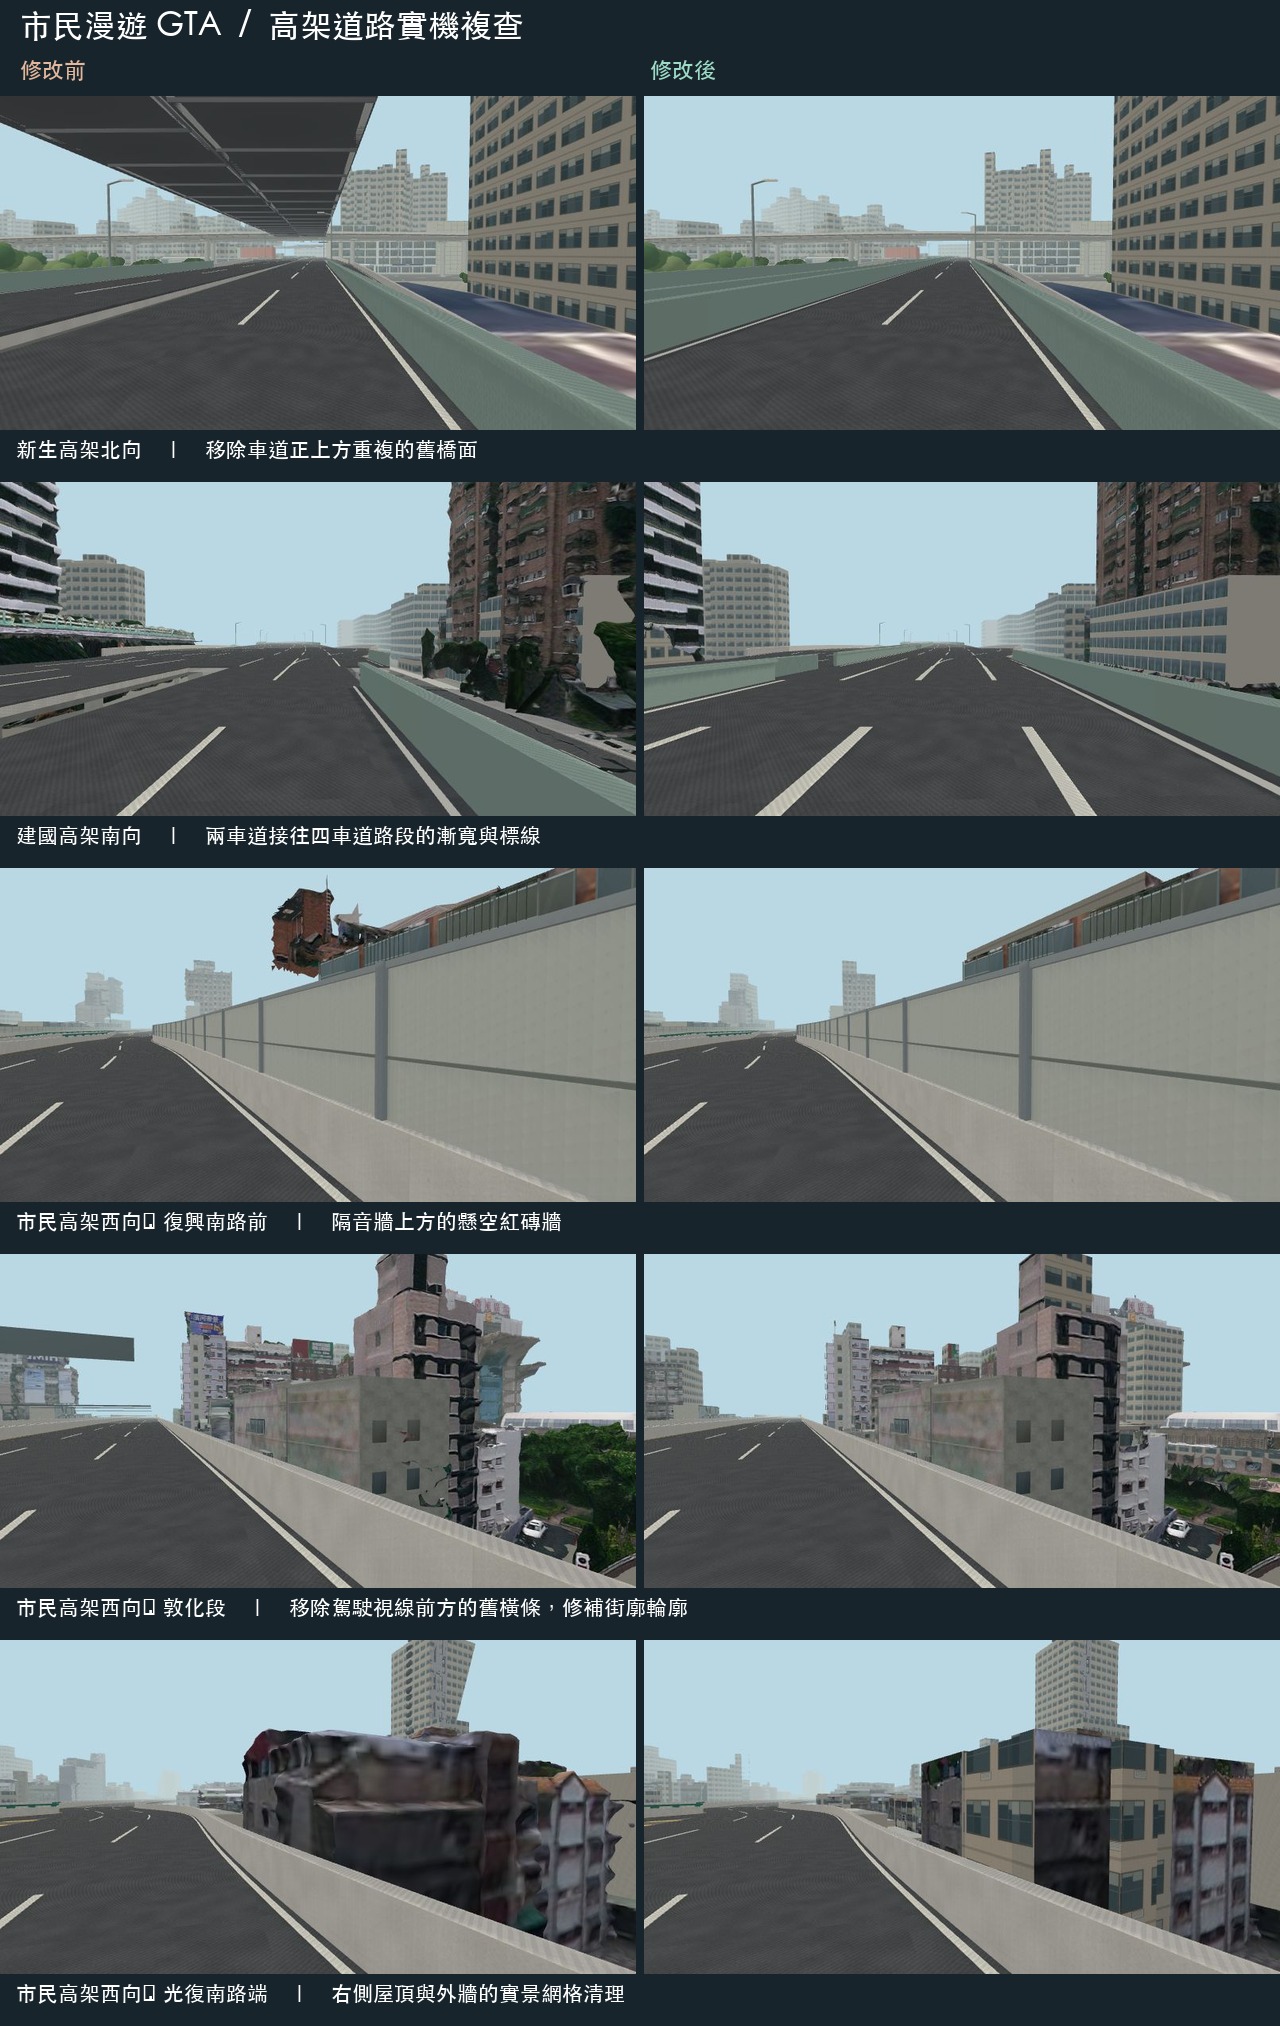 市民漫遊 GTA / 高架道路實機複查
修改前
修改後
新生高架北向 | 移除車道正上方重複的舊橋面
建國高架南向 | 兩車道接往四車道路段的漸寬與標線
市民高架西向 復興南路前 | 隔音牆上方的懸空紅磚牆
市民高架西向 敦化段 | 移除駕駛視線前方的舊橫條，修補街廓輪廓
市民高架西向 光復南路端 | 右側屋頂與外牆的實景網格清理